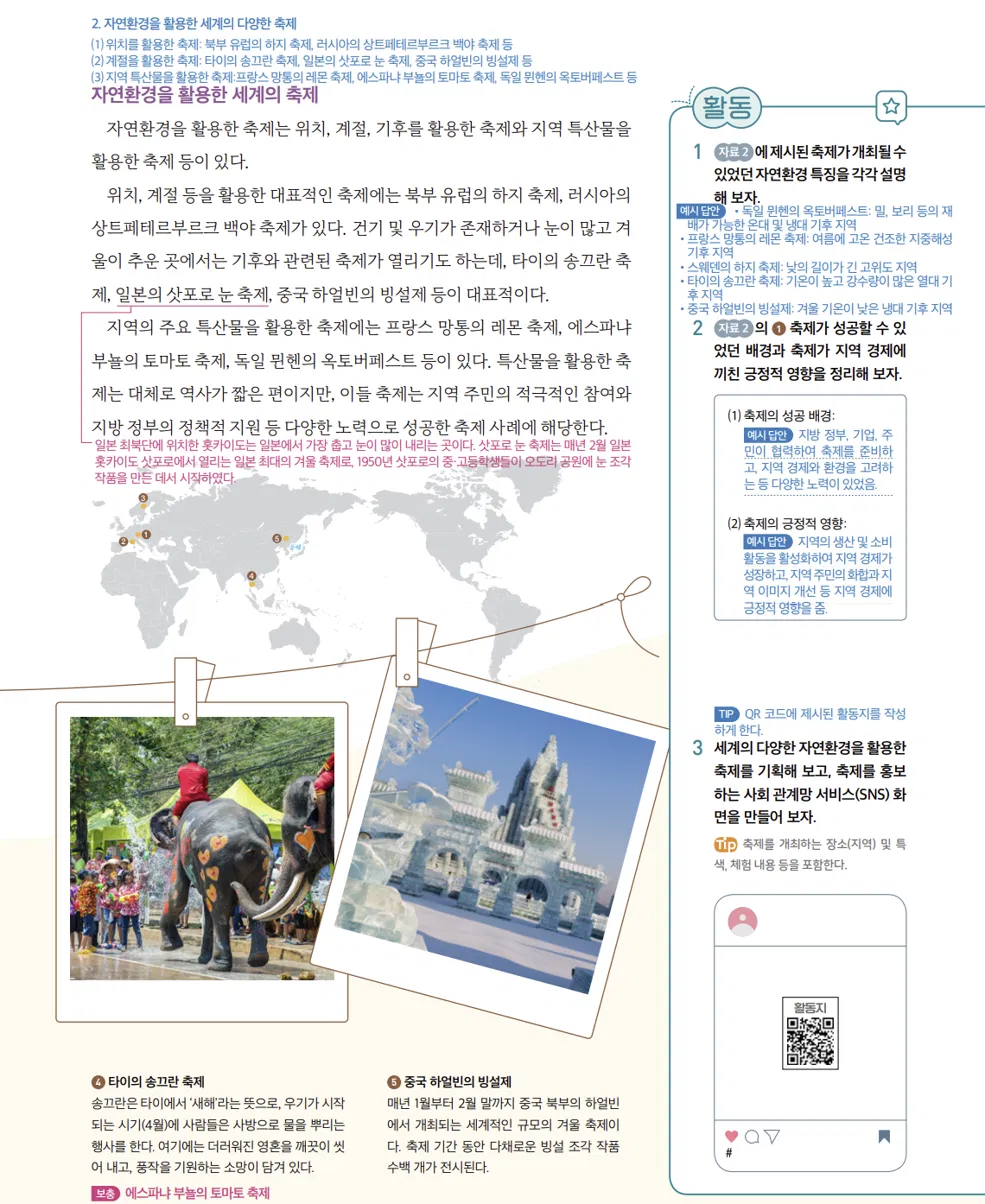 2. 자연환경을 활용한 세계의 다양한 축제
(1) 위치를 활용한 축제: 북부 유럽의 하지 축제, 러시아의 상트페테르부르크 백야 축제 등
(2) 계절을 활용한 축제: 타이의 송끄란 축제, 일본의 삿포로 눈 축제, 중국 하얼빈의 빙설제 등
(3) 지역 특산물을 활용한 축제:프랑스 망통의 레몬 축제, 에스파냐 부뇰의 토마토 축제, 독일 뮌헨의 옥토버페스트 등
자연환경을 활용한 세계의 축제
자연환경을 활용한 축제는 위치, 계절, 기후를 활용한 축제와 지역 특산물을
활용한 축제 등이 있다.
위치, 계절 등을 활용한 대표적인 축제에는 북부 유럽의 하지 축제, 러시아의
상트페테르부르크 백야 축제가 있다. 건기 및 우기가 존재하거나 눈이 많고 겨
울이 추운 곳에서는 기후와 관련된 축제가 열리기도 하는데, 타이의 송끄란 축
제, 일본의 삿포로 눈 축제, 중국 하얼빈의 빙설제 등이 대표적이다.
지역의 주요 특산물을 활용한 축제에는 프랑스 망통의 레몬 축제, 에스파냐
부뇰의 토마토 축제, 독일 뮌헨의 옥토버페스트 등이 있다. 특산물을 활용한 축
제는 대체로 역사가 짧은 편이지만, 이들 축제는 지역 주민의 적극적인 참여와
지방 정부의 정책적 지원 등 다양한 노력으로 성공한 축제 사례에 해당한다.
일본 최북단에 위치한 홋카이도는 일본에서 가장 춥고 눈이 많이 내리는 곳이다. 삿포로 눈 축제는 매년 2월 일본
홋카이도 삿포로에서 열리는 일본 최대의 겨울 축제로, 1950년 삿포로의 중·고등학생들이 오도리 공원에 눈 조각
작품을 만든 데서 시작하였다.
3
1
2
5
동해
4
4 타이의 송끄란 축제
송끄란은 타이에서 ‘새해’라는 뜻으로, 우기가 시작
되는 시기(4월)에 사람들은 사방으로 물을 뿌리는
행사를 한다. 여기에는 더러워진 영혼을 깨끗이 씻
어 내고, 풍작을 기원하는 소망이 담겨 있다.
보충 에스파냐 부뇰의 토마토 축제
5 중국 하얼빈의 빙설제
매년 1월부터 2월 말까지 중국 북부의 하얼빈
에서 개최되는 세계적인 규모의 겨울 축제이
다. 축제 기간 동안 다채로운 빙설 조각 작품
수백 개가 전시된다.
활동
1 자료 2 에 제시된 축제가 개최될 수
있었던 자연환경 특징을 각각 설명
해 보자.
예시 답안 • 독일 뮌헨의 옥토버페스트: 밀, 보리 등의 재
배가 가능한 온대 및 냉대 기후 지역
• 프랑스 망통의 레몬 축제: 여름에 고온 건조한 지중해성
기후 지역
• 스웨덴의 하지 축제: 낮의 길이가 긴 고위도 지역
• 타이의 송끄란 축제: 기온이 높고 강수량이 많은 열대 기
후 지역
• 중국 하얼빈의 빙설제: 겨울 기온이 낮은 냉대 기후 지역
2 자료 2 의 1 축제가 성공할 수 있
었던 배경과 축제가 지역 경제에
끼친 긍정적 영향을 정리해 보자.
(1) 축제의 성공 배경:
예시 답안 지방 정부, 기업, 주
민이 협력하여 축제를 준비하
고, 지역 경제와 환경을 고려하
는 등 다양한 노력이 있었음.
(2) 축제의 긍정적 영향:
예시 답안 지역의 생산 및 소비
활동을 활성화하여 지역 경제가
성장하고, 지역 주민의 화합과 지
역 이미지 개선 등 지역 경제에
긍정적 영향을 줌.
TIP QR 코드에 제시된 활동지를 작성
하게 한다.
3 세계의 다양한 자연환경을 활용한
축제를 기획해 보고, 축제를 홍보
하는 사회 관계망 서비스(SNS) 화
면을 만들어 보자.
Tip 축제를 개최하는 장소(지역) 및 특
색, 체험 내용 등을 포함한다.
활동지
#